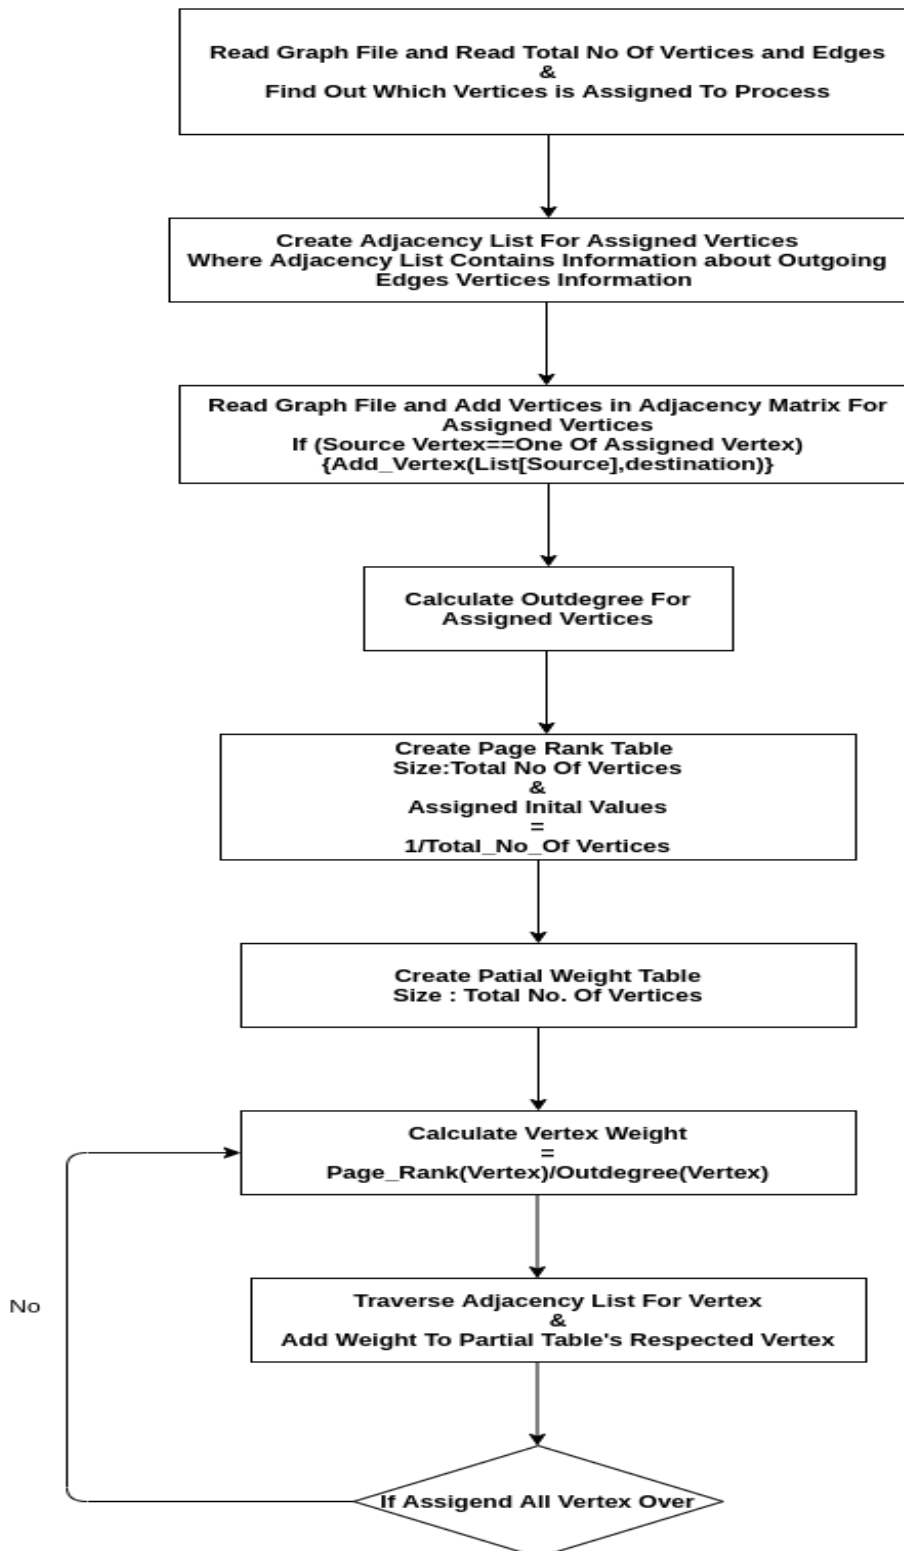 Read Graph File and Read Total No Of Vertices and Edges
&
Find Out Which Vertices is Assigned To Process
Create Adjacency List For Assigned Vertices
Where Adjacency List Contains Information about Outgoing
Edges Vertices Information
Read Graph File and Add Vertices in Adjacency Matrix For
Assigned Vertices
If (Source Vertex==One Of Assigned Vertex)
{Add_Vertex(List[Source],destination)}
Calculate Outdegree For
Assigned Vertices
Create Page Rank Table
Size:Total No Of Vertices
&
Assigned Inital Values
=
1/Total_No_Of Vertices
Create Patial Weight Table
Size : Total No. Of Vertices
Calculate Vertex Weight
=
Page_Rank(Vertex)/Outdegree(Vertex)
Traverse Adjacency List For Vertex
&
Add Weight To Partial Table's Respected Vertex
No
If Assigend All Vertex Over